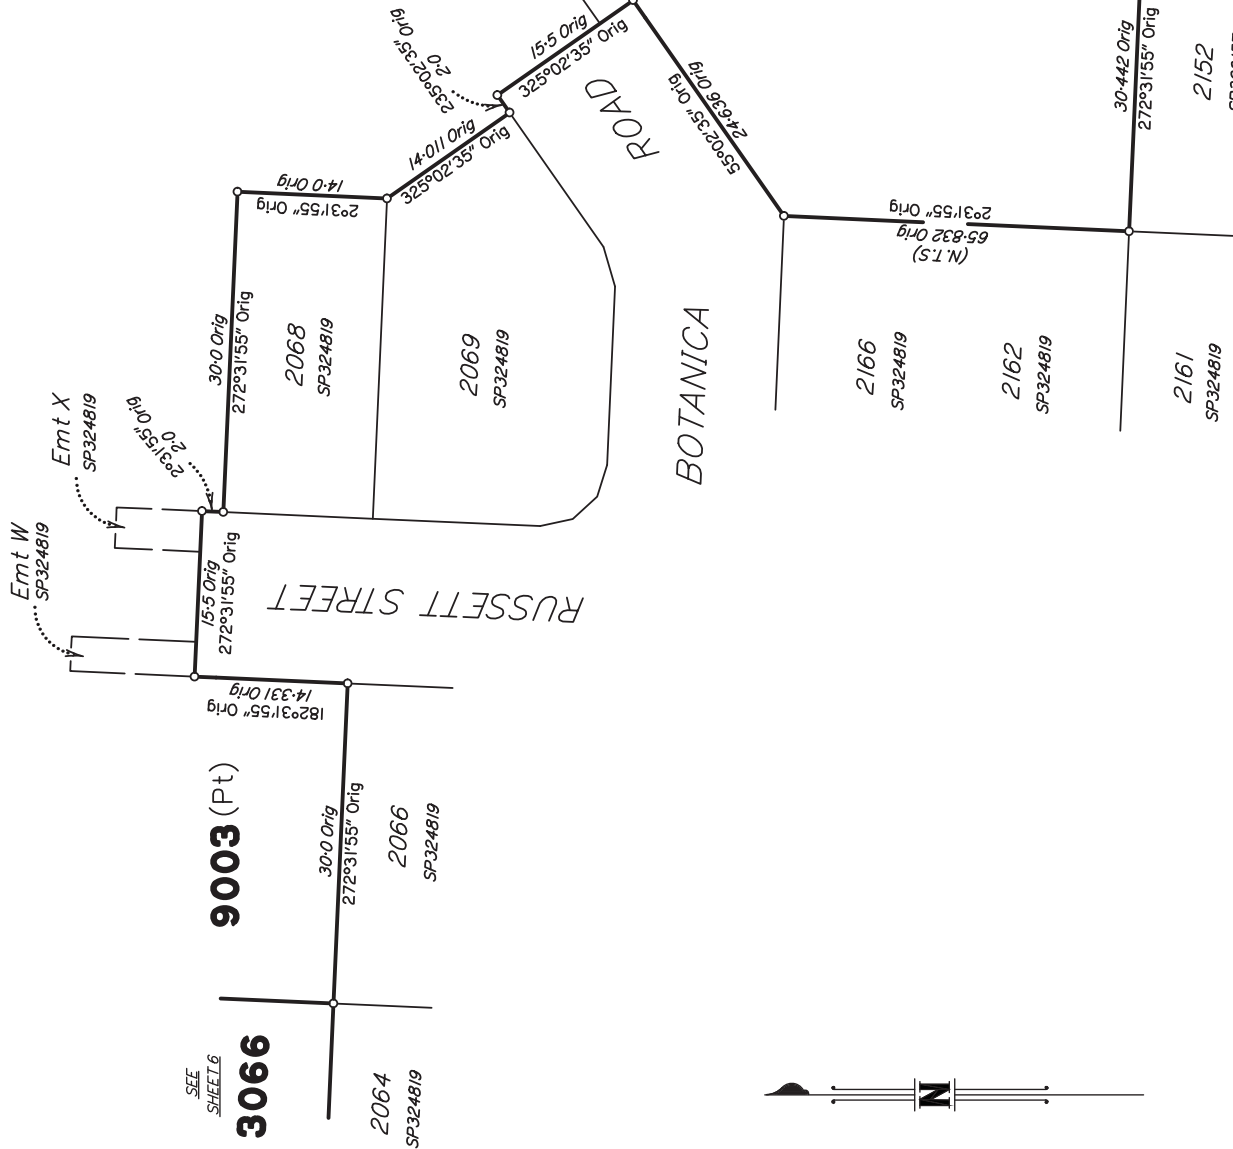 235°02'35" Orig
2·0
15·5 Orig
325°02'35" Orig
14·011 Orig
325°02'35" Orig
ROAD
24·636 Orig
55°02'35" Orig
30·442 Orig
272°31'55" Orig
2152
14·0 Orig
2°31'55" Orig
2°31'55" Orig
65·832 Orig
(N.T.S)
30·0 Orig
272°31'55" Orig
2068
SP324819
2069
SP324819
BOTANICA
2166
SP324819
2162
SP324819
2161
SP324819
Emt X
SP324819
2°31'55" Orig
2·0
Emt W
SP324819
15·5 Orig
272°31'55" Orig
RUSSETT STREET
14·331 Orig
182°31'55" Orig
9003 (Pt)
30·0 Orig
272°31'55" Orig
2066
SP324819
SEE
SHEET 6
3066
2064
SP324819
N